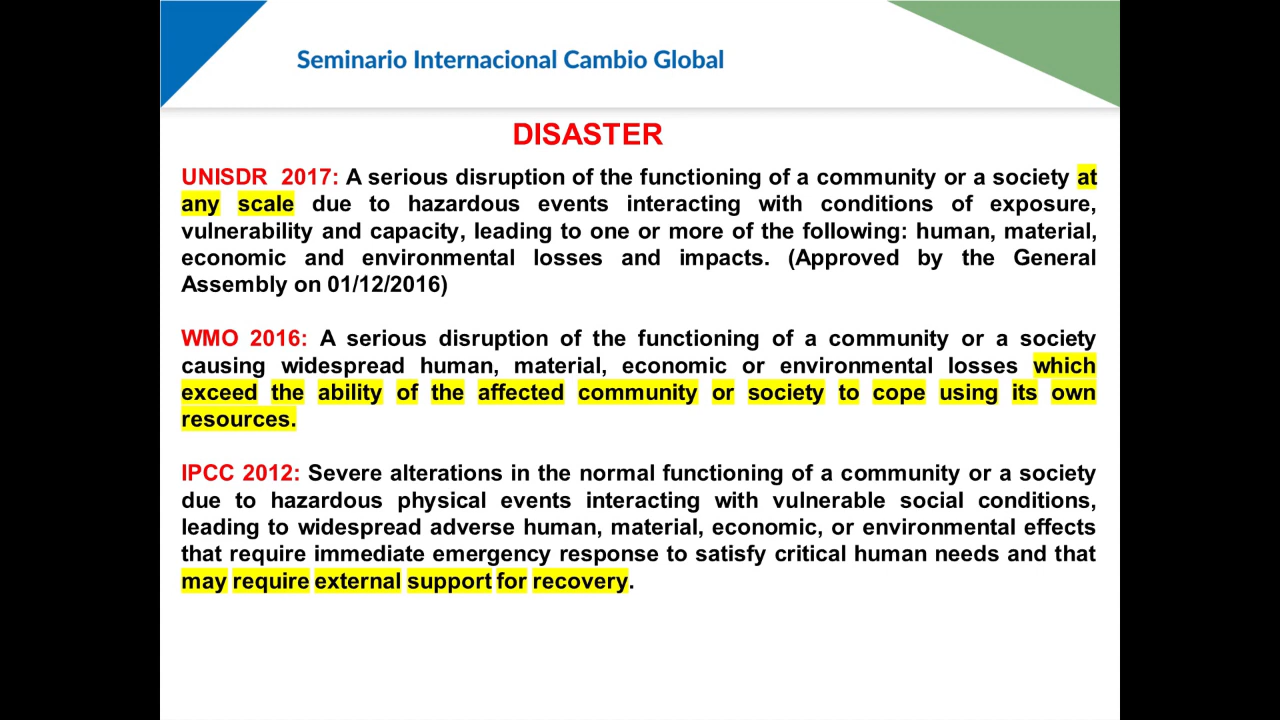 Seminario Internacional Cambio Global
DISASTER
UNISDR 2017: A serious disruption of the functioning of a community or a society at
any scale due to hazardous events interacting with conditions of exposure,
vulnerability and capacity, leading to one or more of the following: human, material,
economic and environmental losses and impacts. (Approved by the General
Assembly on 01/12/2016)
WMO 2016: A serious disruption of the functioning of a community or a society
causing widespread human, material, economic or environmental losses which
exceed the ability of the affected community or society to cope using its own
resources.
IPCC 2012: Severe alterations in the normal functioning of a community or a society
due to hazardous physical events interacting with vulnerable social conditions,
leading to widespread adverse human, material, economic, or environmental effects
that require immediate emergency response to satisfy critical human needs and that
may require external support for recovery.